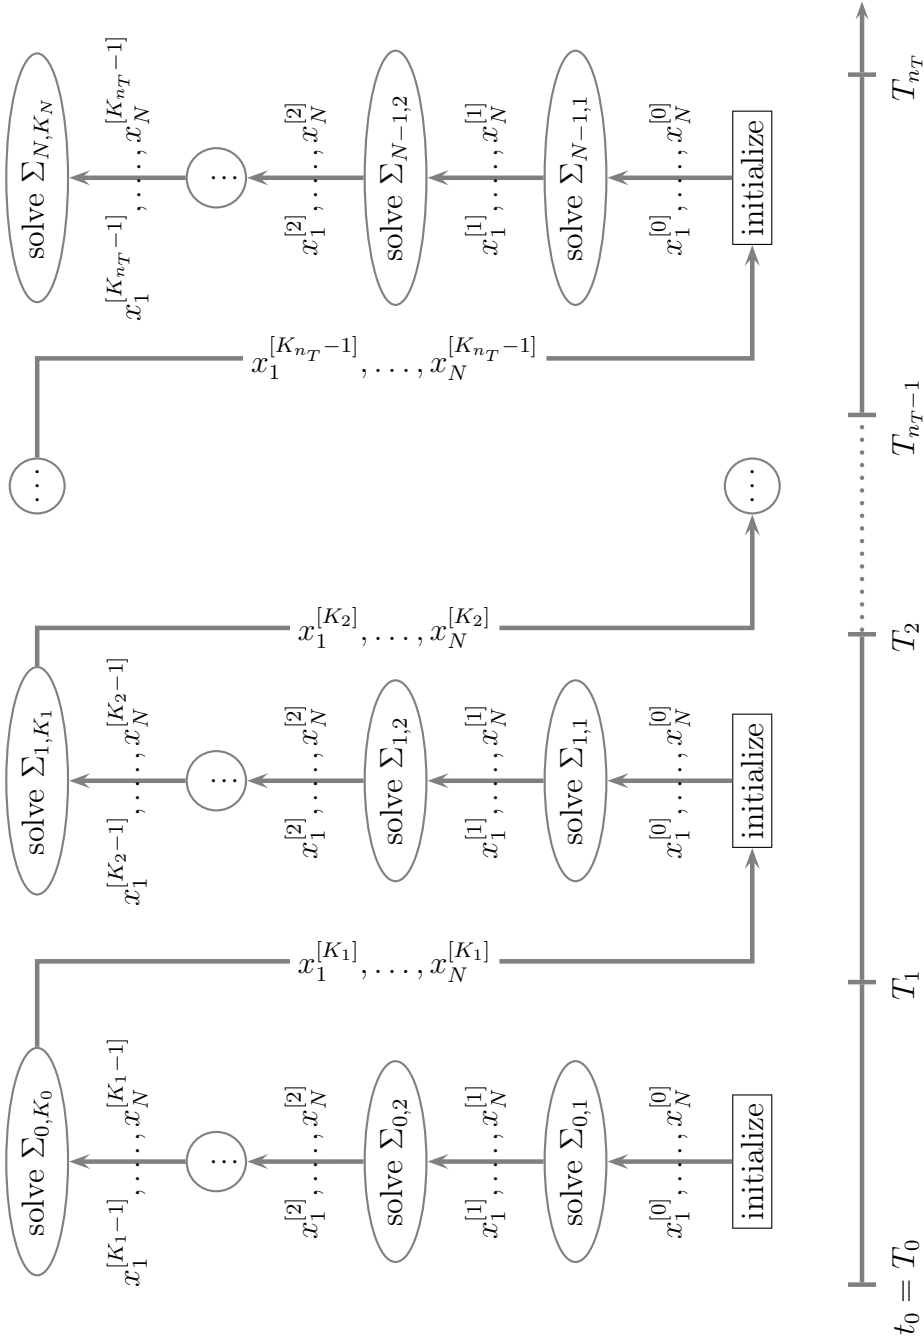 solve Σ_{0,K_0}
x_1^{[K_1−1]}, . . . , x_N^{[K_1−1]}
. . .
x_1^{[2]}, . . . , x_N^{[2]}
solve Σ_{0,2}
x_1^{[1]}, . . . , x_N^{[1]}
solve Σ_{0,1}
x_1^{[0]}, . . . , x_N^{[0]}
initialize
x_1^{[K_1]}, . . . , x_N^{[K_1]}
solve Σ_{1,K_1}
x_1^{[K_2−1]}, . . . , x_N^{[K_2−1]}
. . .
x_1^{[2]}, . . . , x_N^{[2]}
solve Σ_{1,2}
x_1^{[1]}, . . . , x_N^{[1]}
solve Σ_{1,1}
x_1^{[0]}, . . . , x_N^{[0]}
initialize
x_1^{[K_2]}, . . . , x_N^{[K_2]}
. . .
. . .
x_1^{[K_{n_T}−1]}, . . . , x_N^{[K_{n_T}−1]}
solve Σ_{N,K_N}
x_1^{[K_{n_T}−1]}, . . . , x_N^{[K_{n_T}−1]}
. . .
x_1^{[2]}, . . . , x_N^{[2]}
solve Σ_{N−1,2}
x_1^{[1]}, . . . , x_N^{[1]}
solve Σ_{N−1,1}
x_1^{[0]}, . . . , x_N^{[0]}
initialize
t_0 = T_0
T_1
T_2
T_{n_T−1}
T_{n_T}